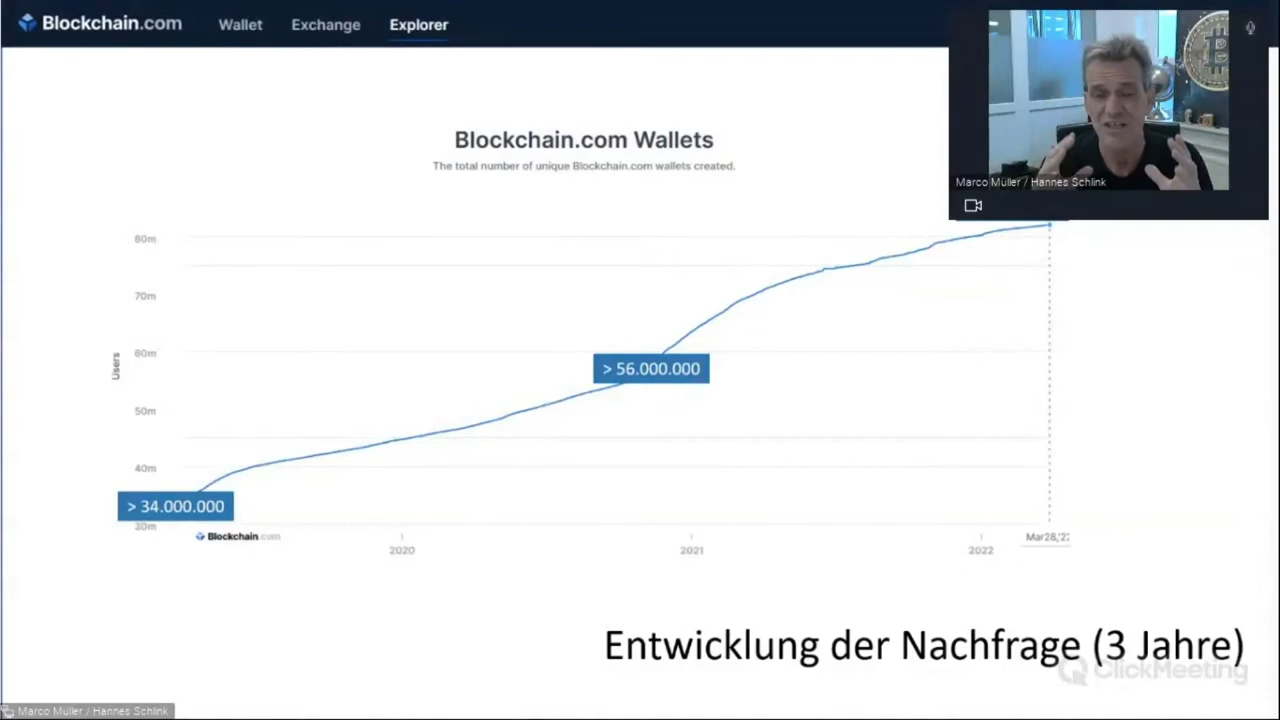 Blockchain.com Wallet Exchange Explorer
Marco Müller / Hannes Schlink
Blockchain.com Wallets
The total number of unique Blockchain.com wallets created.
80m
70m
60m
Users
> 56.000.000
50m
40m
> 34.000.000
30m
Blockchain.com
2020
2021
2022
Mar28,'2
Entwicklung der Nachfrage (3 Jahre)
ClickMeeting
Marco Müller / Hannes Schlink